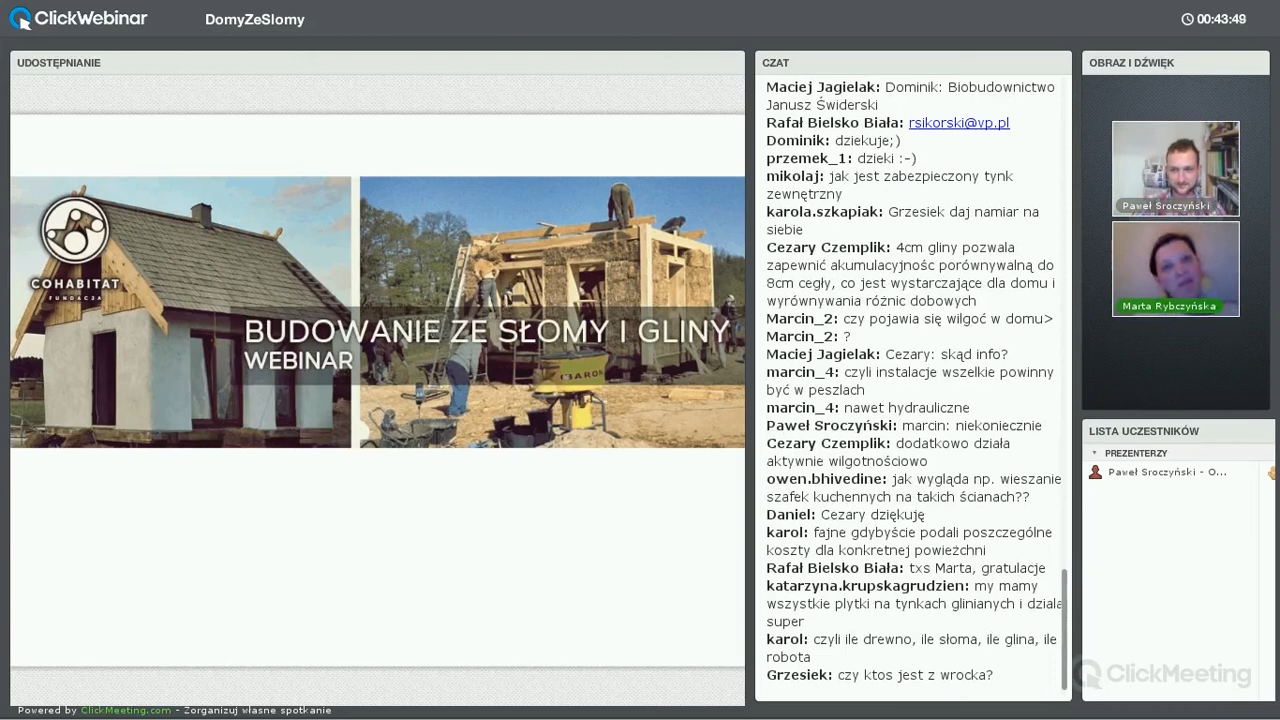 ClickWebinar
DomyZeSlomy
00:43:49
UDOSTĘPNIANIE
COHABITAT
FUNDACJA
BUDOWANIE ZE SŁOMY I GLINY
WEBINAR
CZAT
Maciej Jagielak: Dominik: Biobudownictwo
Janusz Świderski
Rafał Bielsko Biała: rsikorski@vp.pl
Dominik: dziekuje;)
przemek_1: dzieki :-)
mikolaj: jak jest zabezpieczony tynk
zewnętrzny
karola.szkapiak: Grzesiek daj namiar na
siebie
Cezary Czemplik: 4cm gliny pozwala
zapewnić akumulacyjnośc porównywalną do
8cm cegły, co jest wystarczające dla domu i
wyrównywania różnic dobowych
Marcin_2: czy pojawia się wilgoć w domu>
Marcin_2: ?
Maciej Jagielak: Cezary: skąd info?
marcin_4: czyli instalacje wszelkie powinny
być w peszlach
marcin_4: nawet hydrauliczne
Paweł Sroczyński: marcin: niekoniecznie
Cezary Czemplik: dodatkowo działa
aktywnie wilgotnościowo
owen.bhivedine: jak wygląda np. wieszanie
szafek kuchennych na takich ścianach??
Daniel: Cezary dziękuję
karol: fajne gdybyście podali poszczególne
koszty dla konkretnej powieżchni
Rafał Bielsko Biała: txs Marta, gratulacje
katarzyna.krupskagrudzien: my mamy
wszystkie plytki na tynkach glinianych i dziala
super
karol: czyli ile drewno, ile słoma, ile glina, ile
robota
Grzesiek: czy ktos jest z wrocka?
OBRAZ I DŹWIĘK
Paweł Sroczyński
Marta Rybczyńska
LISTA UCZESTNIKÓW
PREZENTERZY
Paweł Sroczyński - O...
ClickMeeting
Powered by ClickMeeting.com - Zorganizuj własne spotkanie